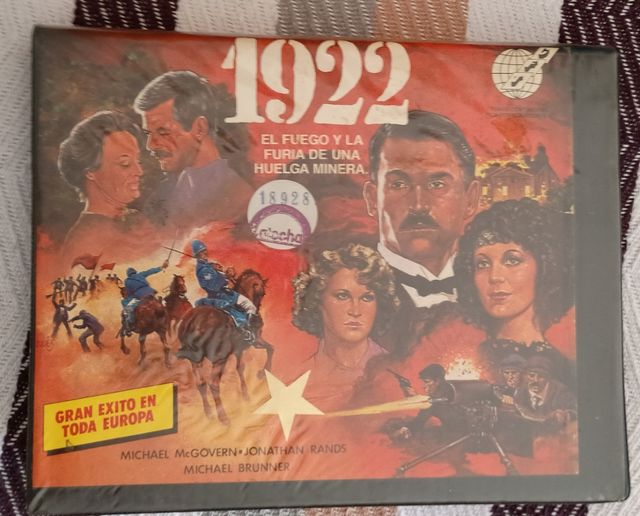 1922
EL FUEGO Y LA
FURIA DE UNA
HUELGA MINERA
18928
GRAN EXITO EN
TODA EUROPA
MICHAEL McGOVERN•JONATHAN RANDS
MICHAEL BRUNNER